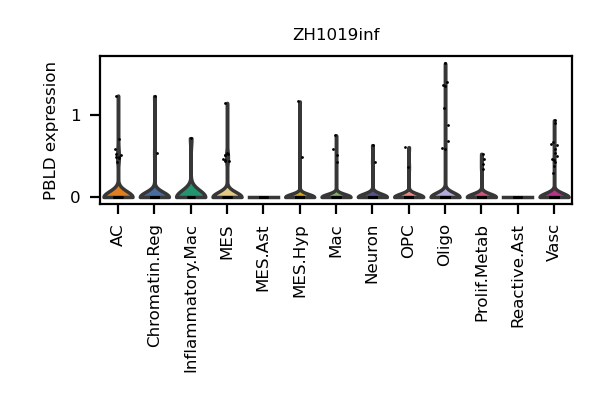 ZH1019inf
PBLD expression
1
0
AC
Chromatin.Reg
Inflammatory.Mac
MES
MES.Ast
MES.Hyp
Mac
Neuron
OPC
Oligo
Prolif.Metab
Reactive.Ast
Vasc